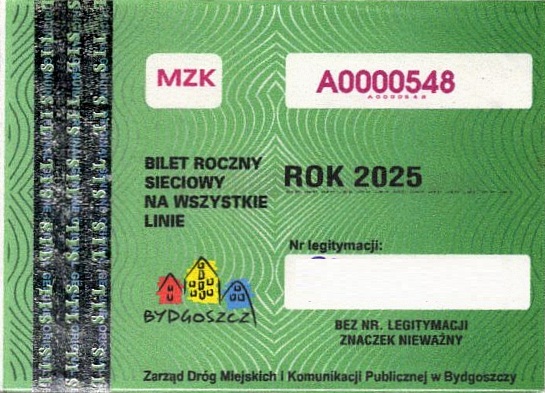 MZK
A0000548
A0000548
BILET ROCZNY
SIECIOWY
NA WSZYSTKIE
LINIE
ROK 2025
Nr legitymacji:
BYDGOSZCZ
BEZ NR. LEGITYMACJI
ZNACZEK NIEWAŻNY
Zarząd Dróg Miejskich i Komunikacji Publicznej w Bydgoszczy